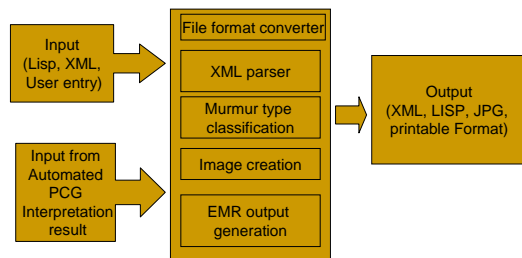 Input
(Lisp, XML,
User entry)
Input from
Automated
PCG
Interpretation
result
File format converter
XML parser
Murmur type
classification
Image creation
EMR output
generation
Output
(XML, LISP, JPG,
printable Format)